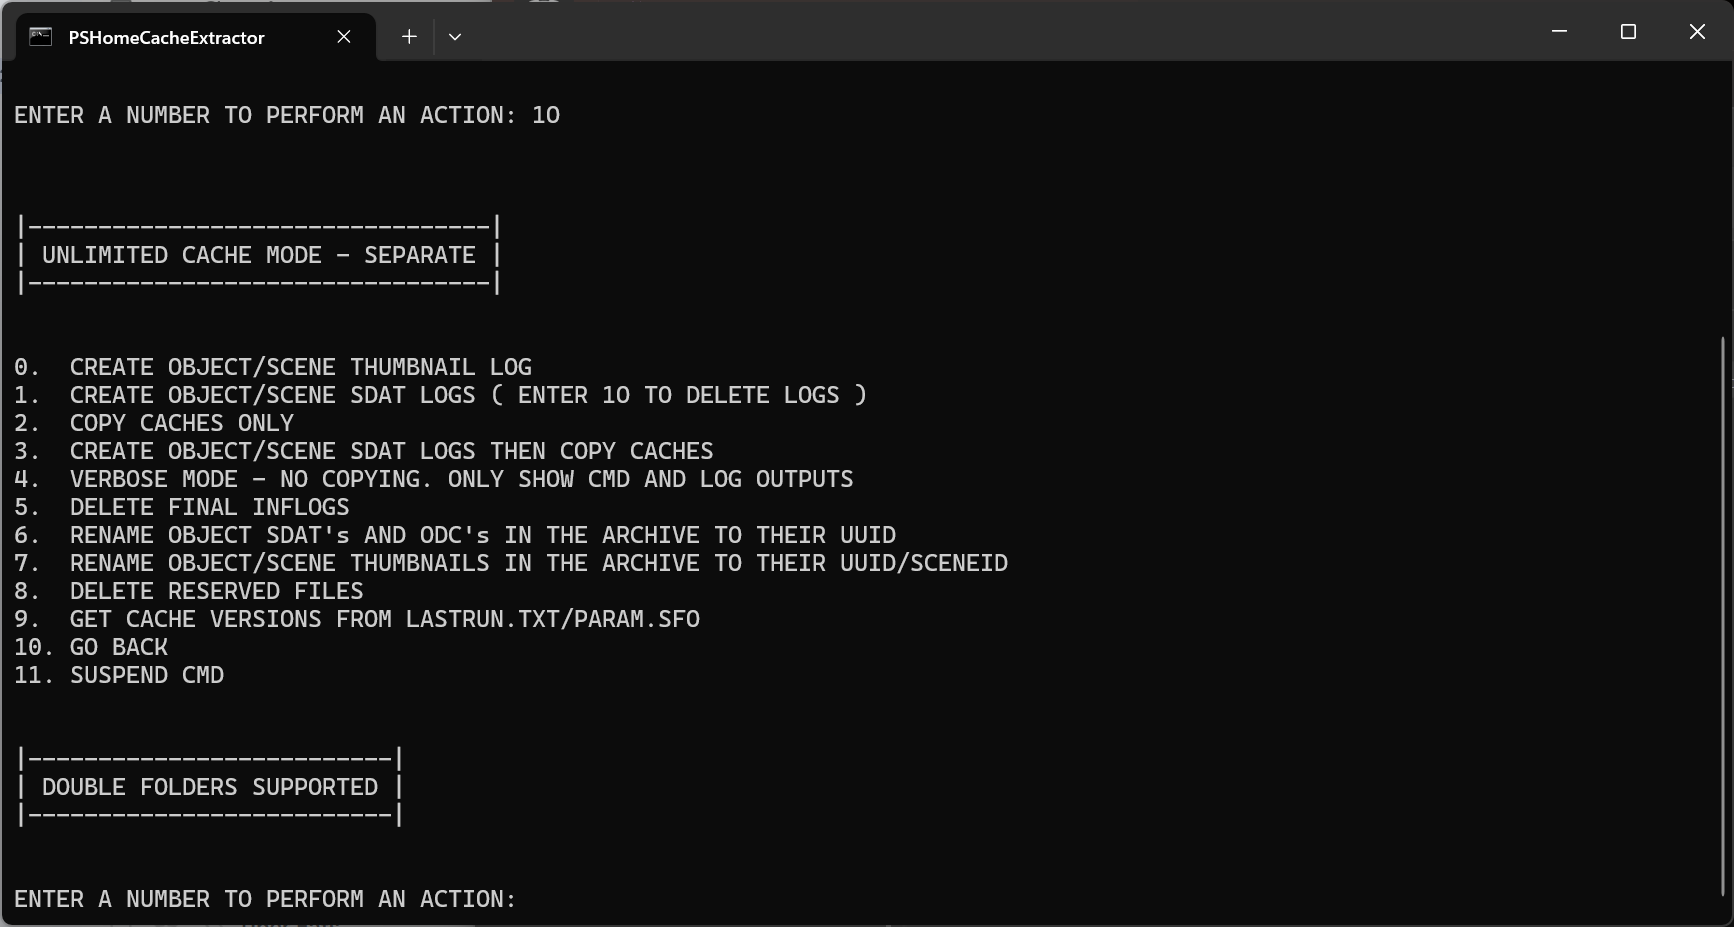 PSHomeCacheExtractor
ENTER A NUMBER TO PERFORM AN ACTION: 1O
|---------------------------------|
| UNLIMITED CACHE MODE - SEPARATE |
|---------------------------------|
0. CREATE OBJECT/SCENE THUMBNAIL LOG
1. CREATE OBJECT/SCENE SDAT LOGS ( ENTER 1O TO DELETE LOGS )
2. COPY CACHES ONLY
3. CREATE OBJECT/SCENE SDAT LOGS THEN COPY CACHES
4. VERBOSE MODE - NO COPYING. ONLY SHOW CMD AND LOG OUTPUTS
5. DELETE FINAL INFLOGS
6. RENAME OBJECT SDAT's AND ODC's IN THE ARCHIVE TO THEIR UUID
7. RENAME OBJECT/SCENE THUMBNAILS IN THE ARCHIVE TO THEIR UUID/SCENEID
8. DELETE RESERVED FILES
9. GET CACHE VERSIONS FROM LASTRUN.TXT/PARAM.SFO
10. GO BACK
11. SUSPEND CMD
|--------------------------|
| DOUBLE FOLDERS SUPPORTED |
|--------------------------|
ENTER A NUMBER TO PERFORM AN ACTION: